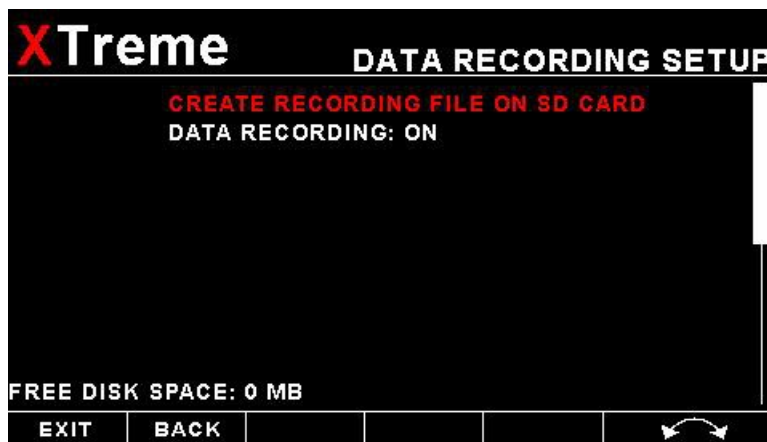 XTreme
DATA RECORDING SETUP
CREATE RECORDING FILE ON SD CARD
DATA RECORDING: ON
FREE DISK SPACE: 0 MB
EXIT BACK